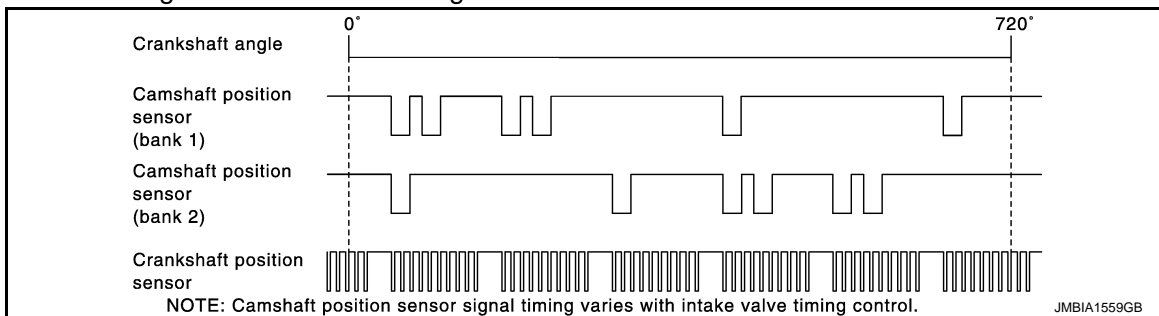 0˚ 720˚
Crankshaft angle
Camshaft position
sensor
(bank 1)
Camshaft position
sensor
(bank 2)
Crankshaft position
sensor
NOTE: Camshaft position sensor signal timing varies with intake valve timing control.
JMBIA1559GB